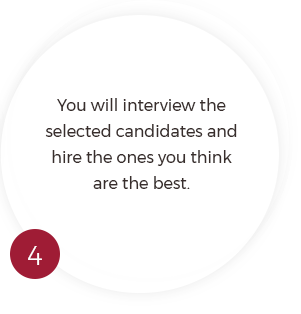 You will interview the
selected candidates and
hire the ones you think
are the best.
4